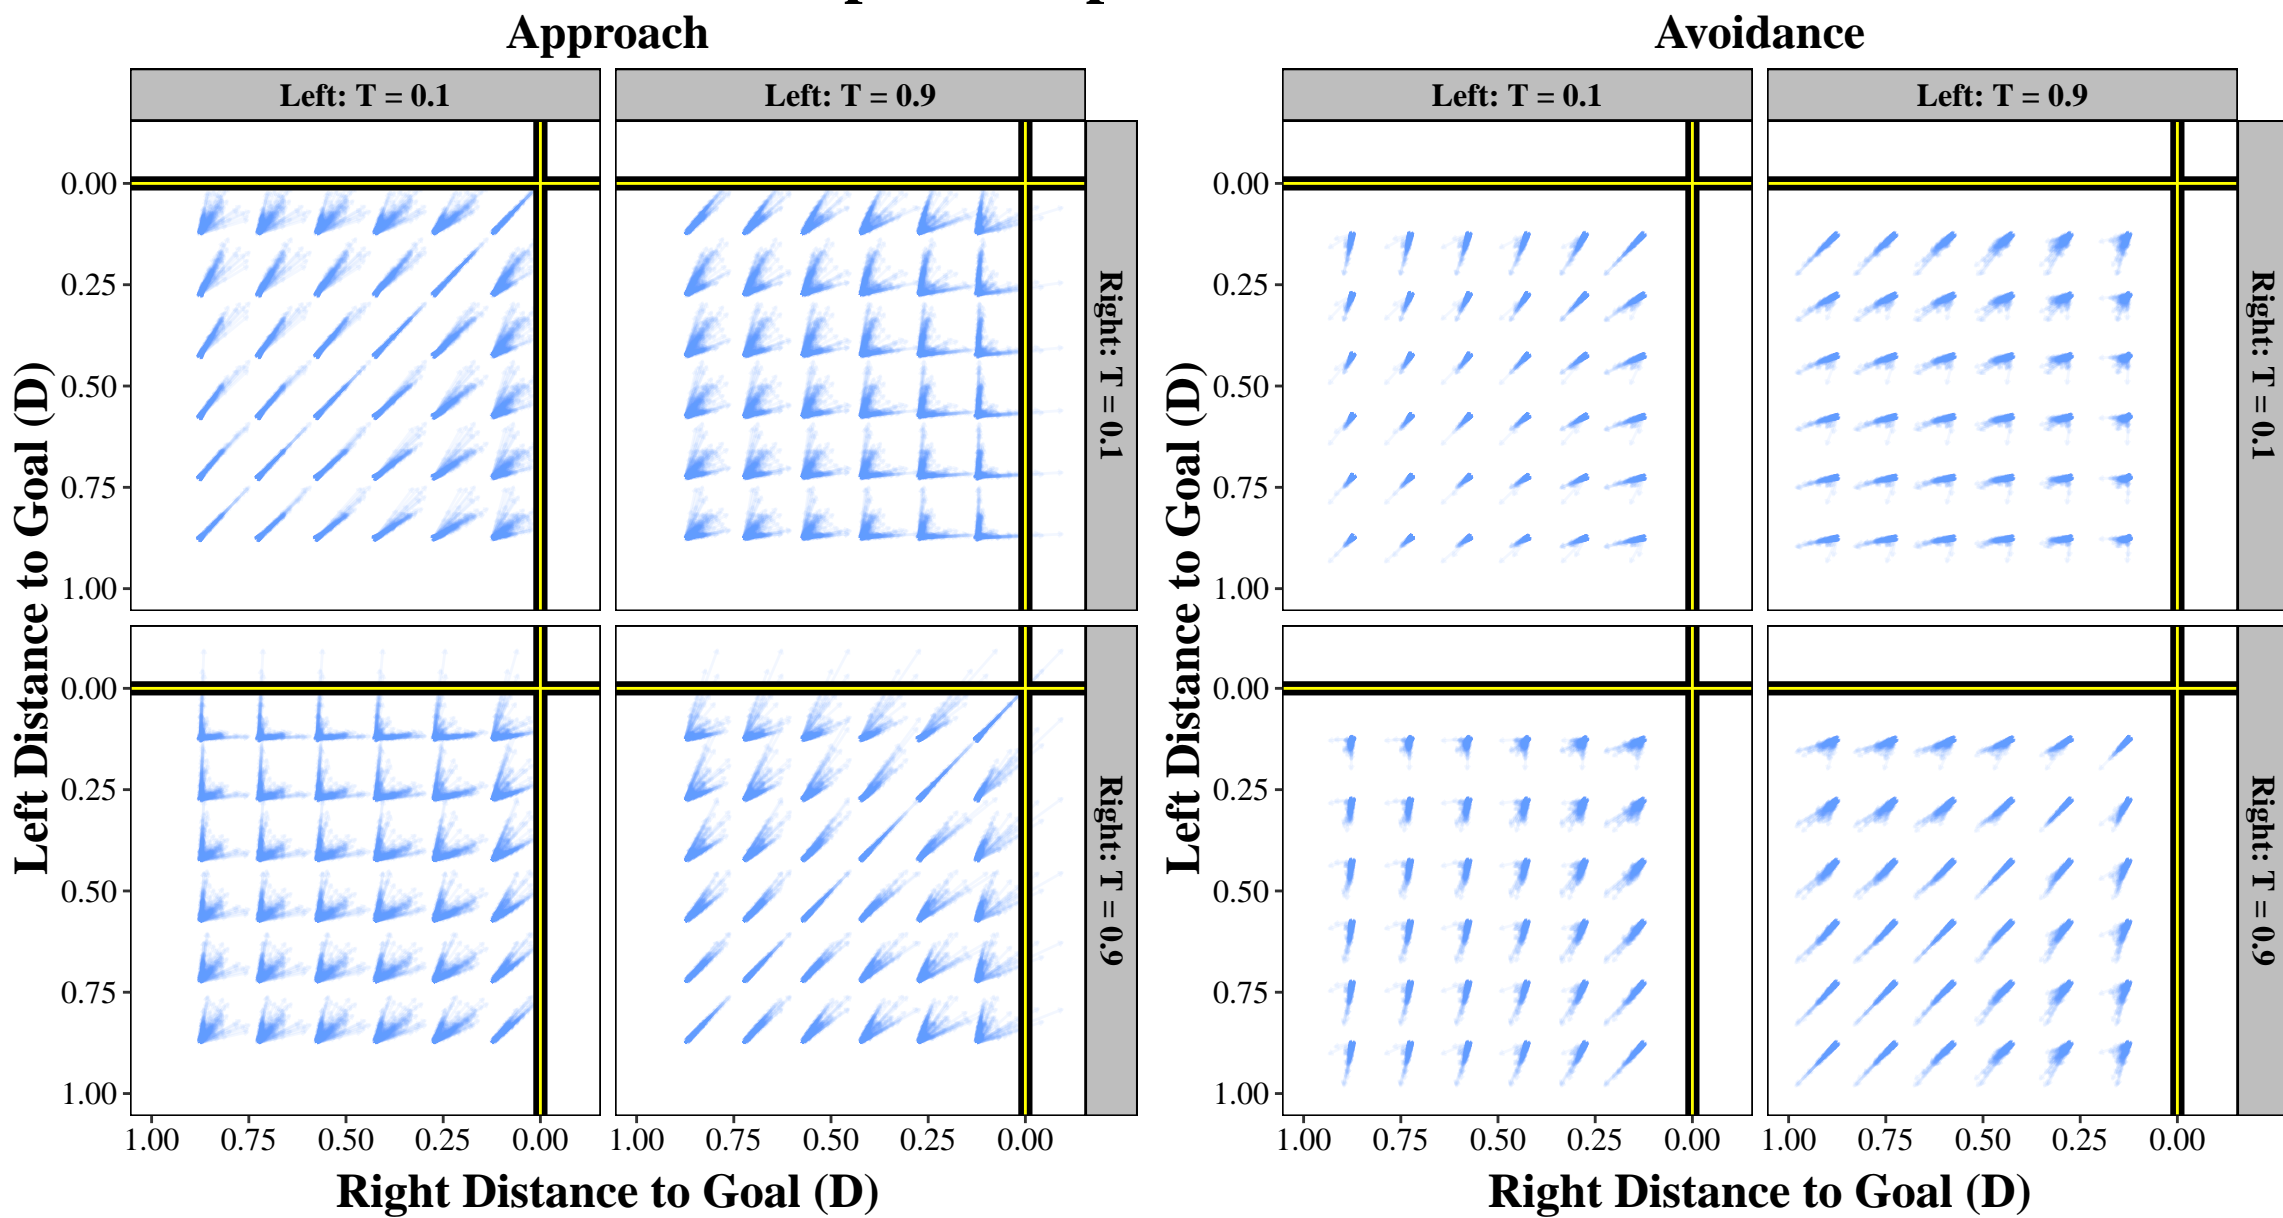 Approach
Avoidance
Left: T = 0.1
Left: T = 0.9
Left: T = 0.1
Left: T = 0.9
Left Distance to Goal (D)
0.00
0.25
0.50
0.75
1.00
Right: T = 0.1
0.00
0.25
0.50
0.75
1.00
Right: T = 0.9
1.00 0.75 0.50 0.25 0.00
1.00 0.75 0.50 0.25 0.00
Right Distance to Goal (D)
Left Distance to Goal (D)
0.00
0.25
0.50
0.75
1.00
Right: T = 0.1
0.00
0.25
0.50
0.75
1.00
Right: T = 0.9
1.00 0.75 0.50 0.25 0.00
1.00 0.75 0.50 0.25 0.00
Right Distance to Goal (D)